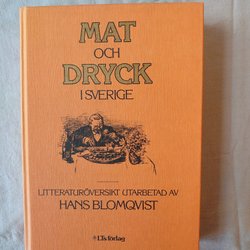 MAT
OCH
DRYCK
I SVERIGE
LITTERATURÖVERSIKT UTARBETAD AV
HANS BLOMQVIST
LTs förlag